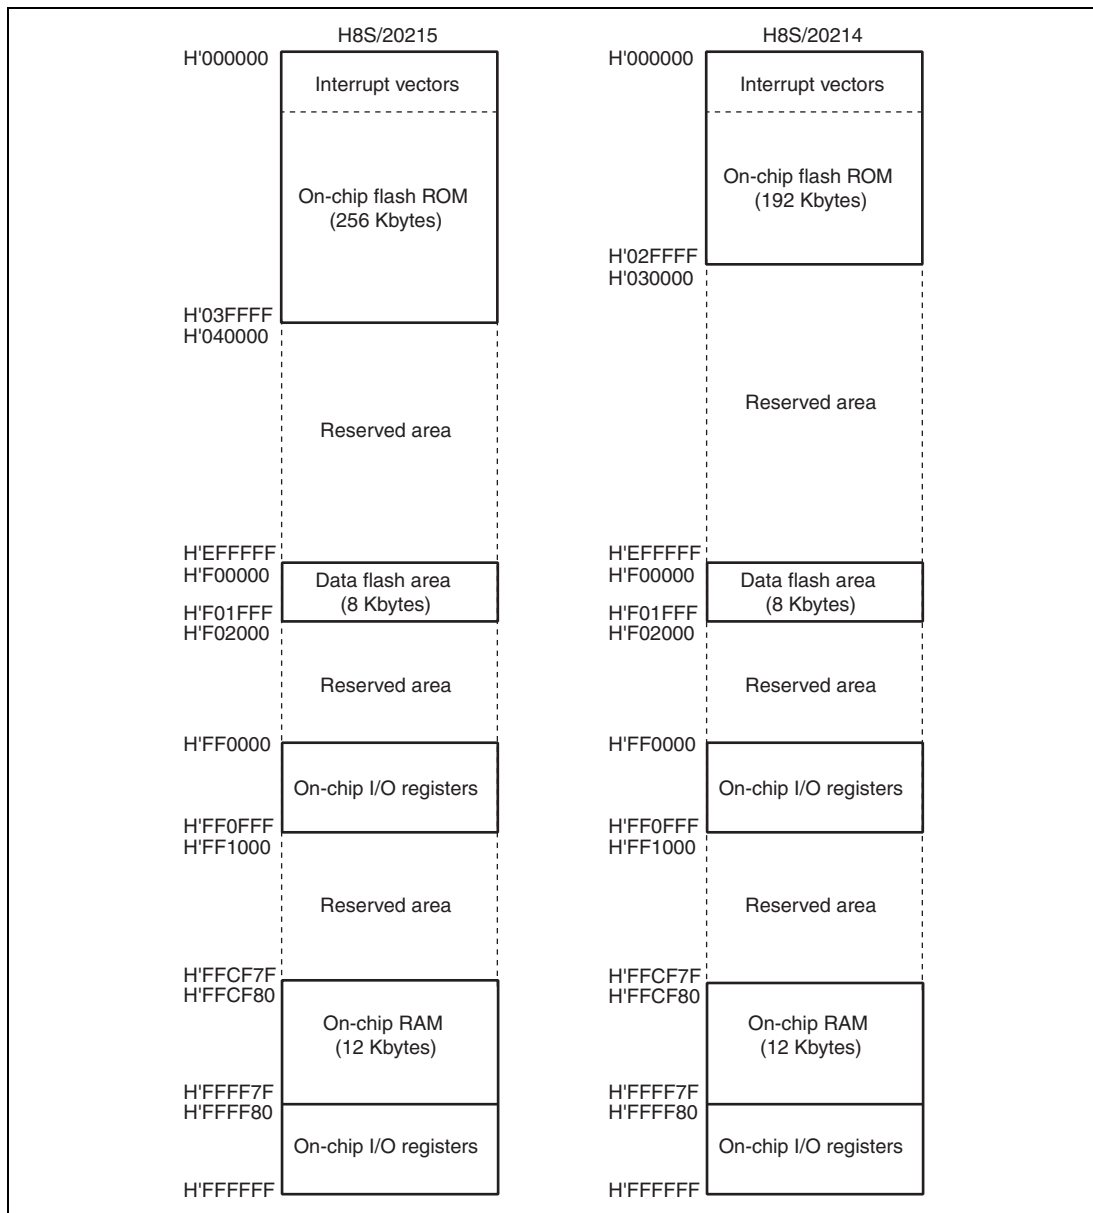 H8S/20215
H'000000
Interrupt vectors
On-chip flash ROM
(256 Kbytes)
H'03FFFF
H'040000
Reserved area
H'EFFFFF
H'F00000
Data flash area
(8 Kbytes)
H'F01FFF
H'F02000
Reserved area
H'FF0000
On-chip I/O registers
H'FF0FFF
H'FF1000
Reserved area
H'FFCF7F
H'FFCF80
On-chip RAM
(12 Kbytes)
H'FFFF7F
H'FFFF80
On-chip I/O registers
H'FFFFFF
H8S/20214
H'000000
Interrupt vectors
On-chip flash ROM
(192 Kbytes)
H'02FFFF
H'030000
Reserved area
H'EFFFFF
H'F00000
Data flash area
(8 Kbytes)
H'F01FFF
H'F02000
Reserved area
H'FF0000
On-chip I/O registers
H'FF0FFF
H'FF1000
Reserved area
H'FFCF7F
H'FFCF80
On-chip RAM
(12 Kbytes)
H'FFFF7F
H'FFFF80
On-chip I/O registers
H'FFFFFF